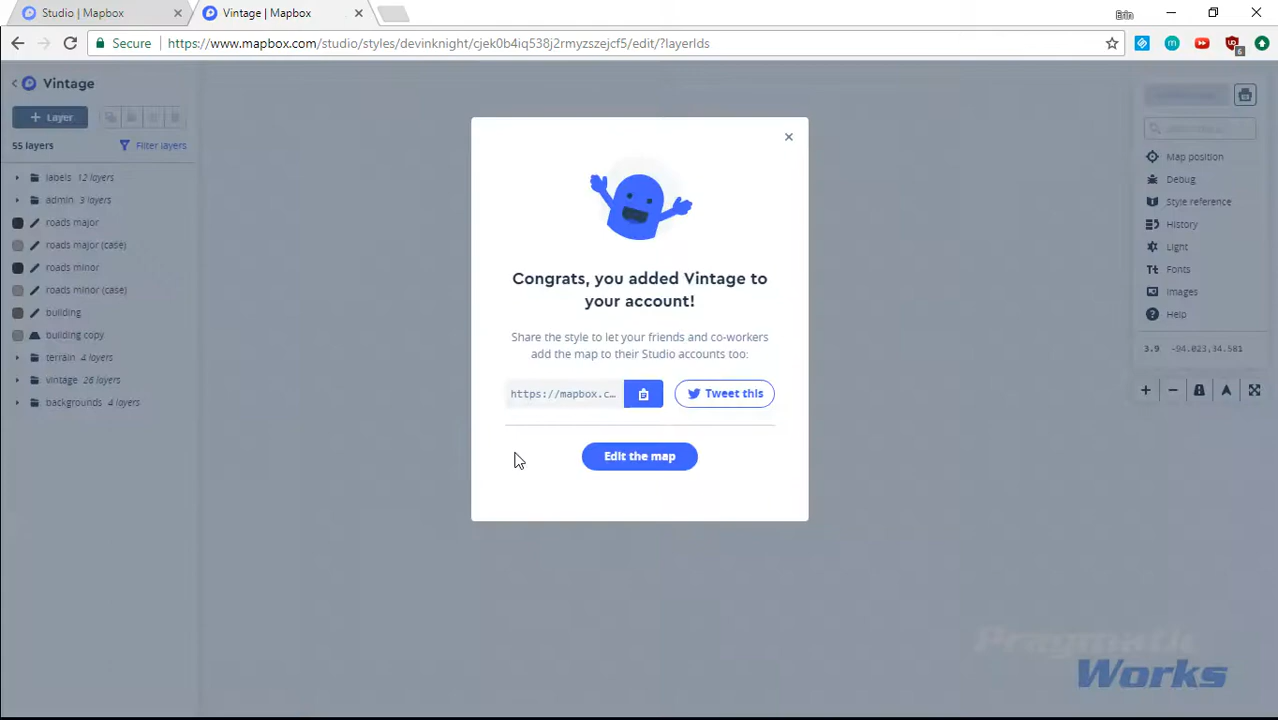 Studio | Mapbox
Vintage | Mapbox
Erin
Secure
https://www.mapbox.com/studio/styles/devinknight/cjek0b4iq538j2rmyzszejcf5/edit/?layerIds
6
Vintage
+ Layer
55 layers
Filter layers
labels 12 layers
admin 3 layers
roads major
roads major (case)
roads minor
roads minor (case)
building
building copy
terrain 4 layers
vintage 26 layers
backgrounds 4 layers
Congrats, you added Vintage to
your account!
Share the style to let your friends and co-workers
add the map to their Studio accounts too:
https://mapbox.c…
Tweet this
Edit the map
Map position
Debug
Style reference
History
Light
Fonts
Images
Help
3.9 -94.023,34.581
Pragmatic
Works